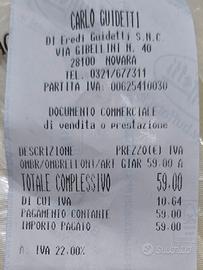 CARLO GUIDETTI
DI Eredi Guidetti S.N.C.
VIA GIBELLINI N. 40
28100 NOVARA
TEL. 0321/677311
PARTITA IVA: 00625410030
DOCUMENTO COMMERCIALE
di vendita o prestazione
DESCRIZIONE PREZZO(€) IVA
OMBR/OMBRELLONI/ART GIAR 59.00 A
TOTALE COMPLESSIVO 59.00
DI CUI IVA 10.64
PAGAMENTO CONTANTE 59.00
IMPORTO PAGATO 59.00
A. IVA 22.00%
SUBITO